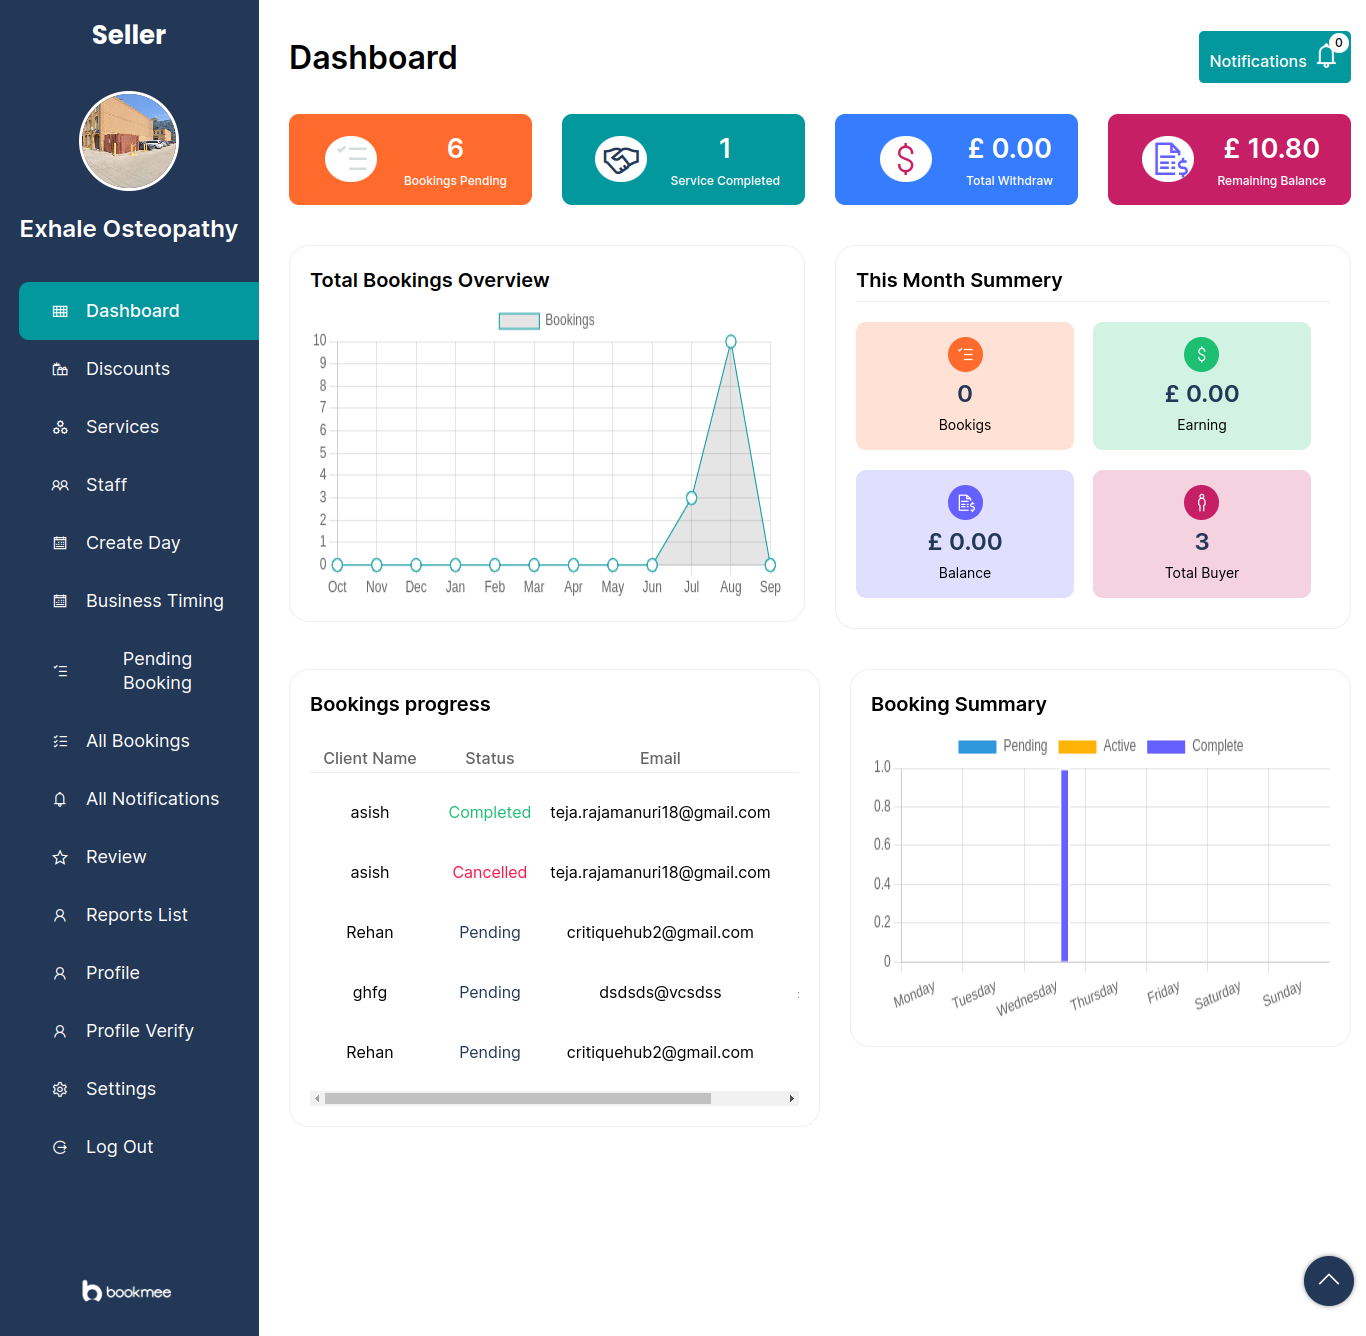 Seller
Exhale Osteopathy
Dashboard
Discounts
Services
Staff
Create Day
Business Timing
Pending
Booking
All Bookings
All Notifications
Review
Reports List
Profile
Profile Verify
Settings
Log Out
bookmee
Dashboard
Notifications
0
6
Bookings Pending
1
Service Completed
£ 0.00
Total Withdraw
£ 10.80
Remaining Balance
Total Bookings Overview
Bookings
10
9
8
7
6
5
4
3
2
1
0
Oct Nov Dec Jan Feb Mar Apr May Jun Jul Aug Sep
This Month Summery
0
Bookigs
£ 0.00
Earning
£ 0.00
Balance
3
Total Buyer
Bookings progress
Client Name Status Email
asish Completed teja.rajamanuri18@gmail.com
asish Cancelled teja.rajamanuri18@gmail.com
Rehan Pending critiquehub2@gmail.com
ghfg Pending dsdsds@vcsdss
Rehan Pending critiquehub2@gmail.com
Booking Summary
Pending Active Complete
1.0
0.8
0.6
0.4
0.2
0
Monday Tuesday Wednesday Thursday Friday Saturday Sunday